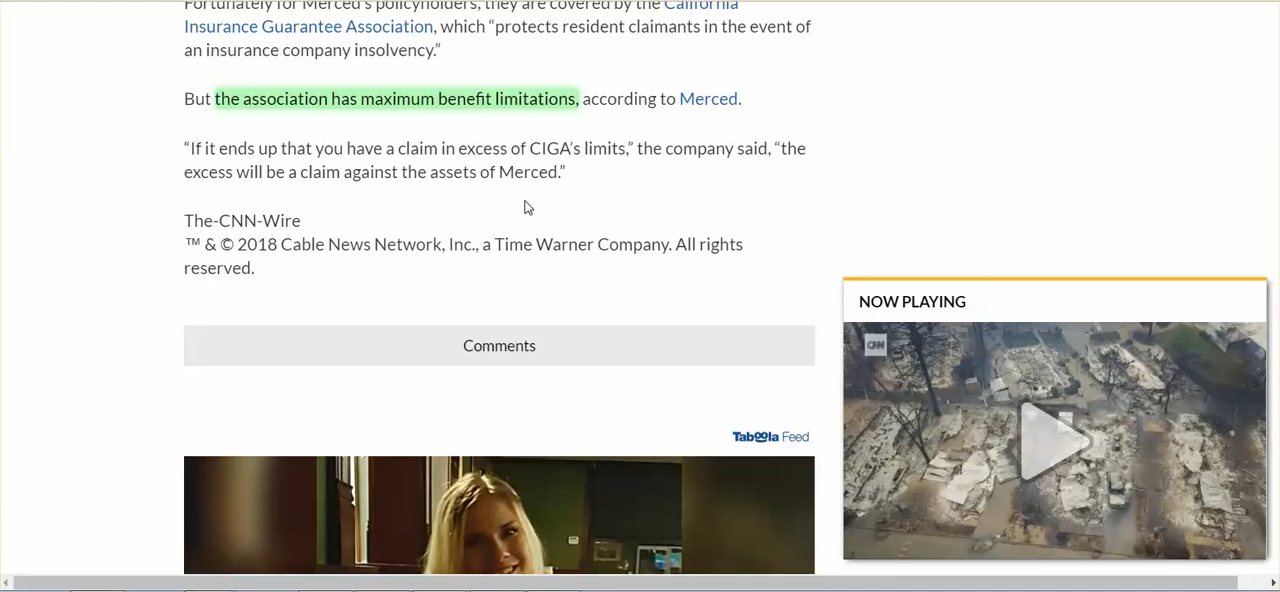 Fortunately for Merced's policyholders, they are covered by the California
Insurance Guarantee Association, which “protects resident claimants in the event of
an insurance company insolvency.”
But the association has maximum benefit limitations, according to Merced.
“If it ends up that you have a claim in excess of CIGA’s limits,” the company said, “the
excess will be a claim against the assets of Merced.”
The-CNN-Wire
™ & © 2018 Cable News Network, Inc., a Time Warner Company. All rights
reserved.
NOW PLAYING
CNN
Comments
Taboola Feed